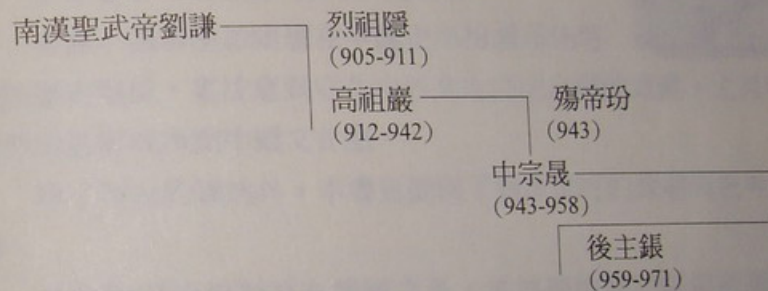 南漢聖武帝劉謙
烈祖隱
(905-911)
高祖巖
(912-942)
殤帝玢
(943)
中宗晟
(943-958)
後主鋹
(959-971)